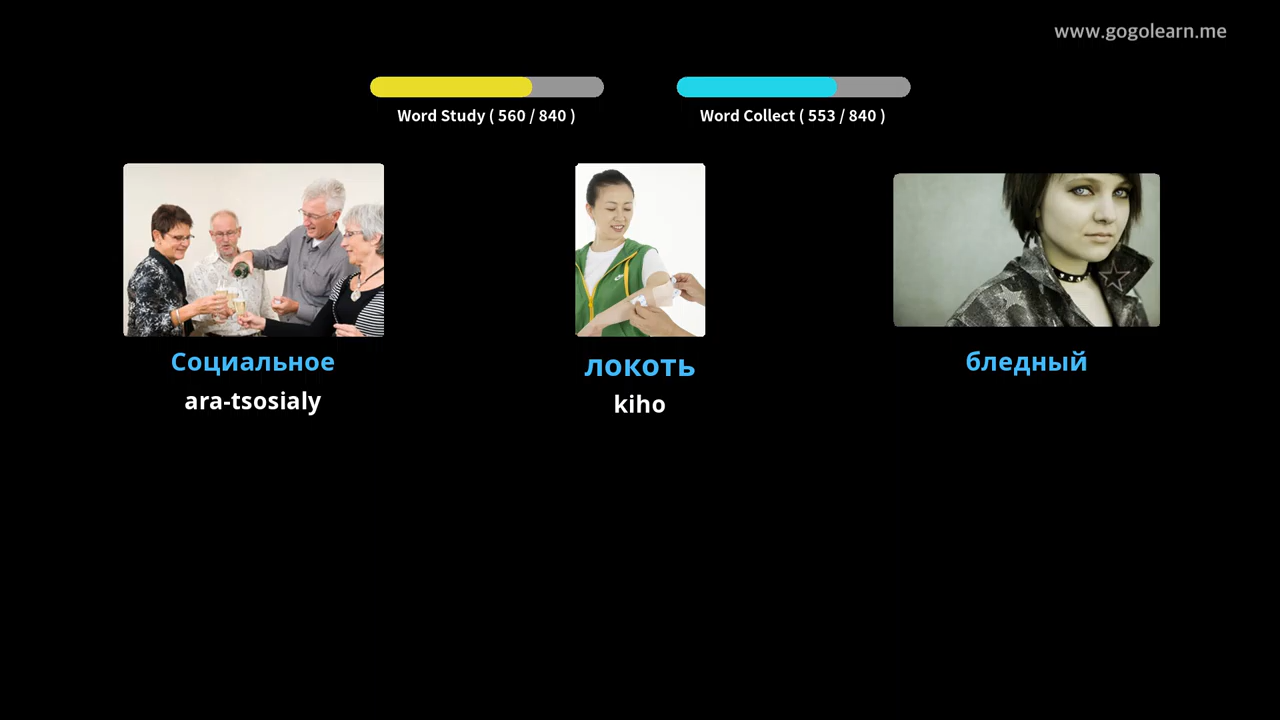 www.gogolearn.me
Word Study ( 560 / 840 )
Word Collect ( 553 / 840 )
Социальное
локоть
бледный
ara-tsosialy
kiho